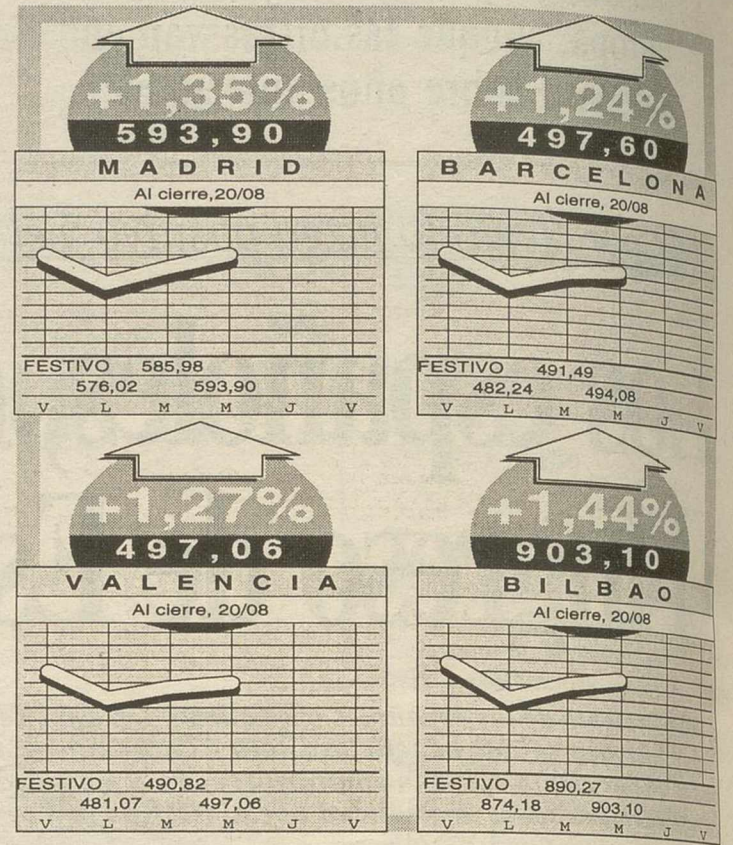 +1,35%
593,90
MADRID
Al cierre,20/08
FESTIVO 585,98
576,02 593,90
V L M M J V
+1,24%
497,60
BARCELONA
Al cierre, 20/08
FESTIVO 491,49
482,24 494,08
V L M M J V
+1,27%
497,06
VALENCIA
Al cierre, 20/08
FESTIVO 490,82
481,07 497,06
V L M M J V
+1,44%
903,10
BILBAO
Al cierre, 20/08
FESTIVO 890,27
874,18 903,10
V L M M J V